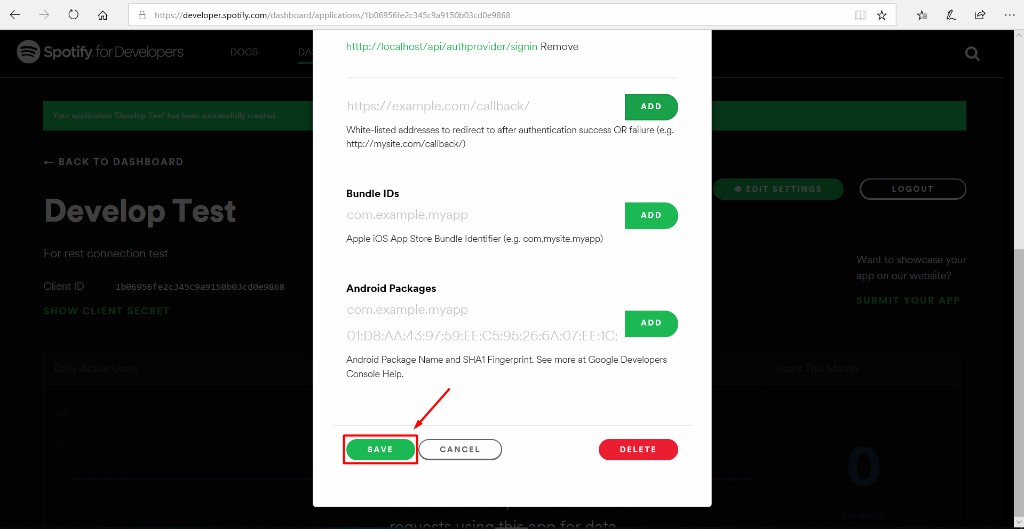 https://developer.spotify.com/dashboard/applications/1b06956fe2c345c9a9150b03cd0e9868
Spotify for Developers
DOCS
DA
http://localhost/api/authprovider/signin Remove
https://example.com/callback/
ADD
White-listed addresses to redirect to after authentication success OR failure (e.g.
http://mysite.com/callback/)
Your application 'Develop Test' has been successfully created.
← BACK TO DASHBOARD
EDIT SETTINGS
LOGOUT
Develop Test
For rest connection test
Client ID 1b06956fe2c345c9a9150b03cd0e9868
SHOW CLIENT SECRET
Bundle IDs
com.example.myapp
ADD
Apple iOS App Store Bundle Identifier (e.g. com.mysite.myapp)
Android Packages
com.example.myapp
01:D8:AA:43:97:59:EE:C5:95:26:6A:07:EE:1C:
ADD
Android Package Name and SHA1 Fingerprint. See more at Google Developers
Console Help.
Want to showcase your
app on our website?
SUBMIT YOUR APP
Daily Active Users
Users This Month
SAVE
CANCEL
DELETE
0
requests using this app for data